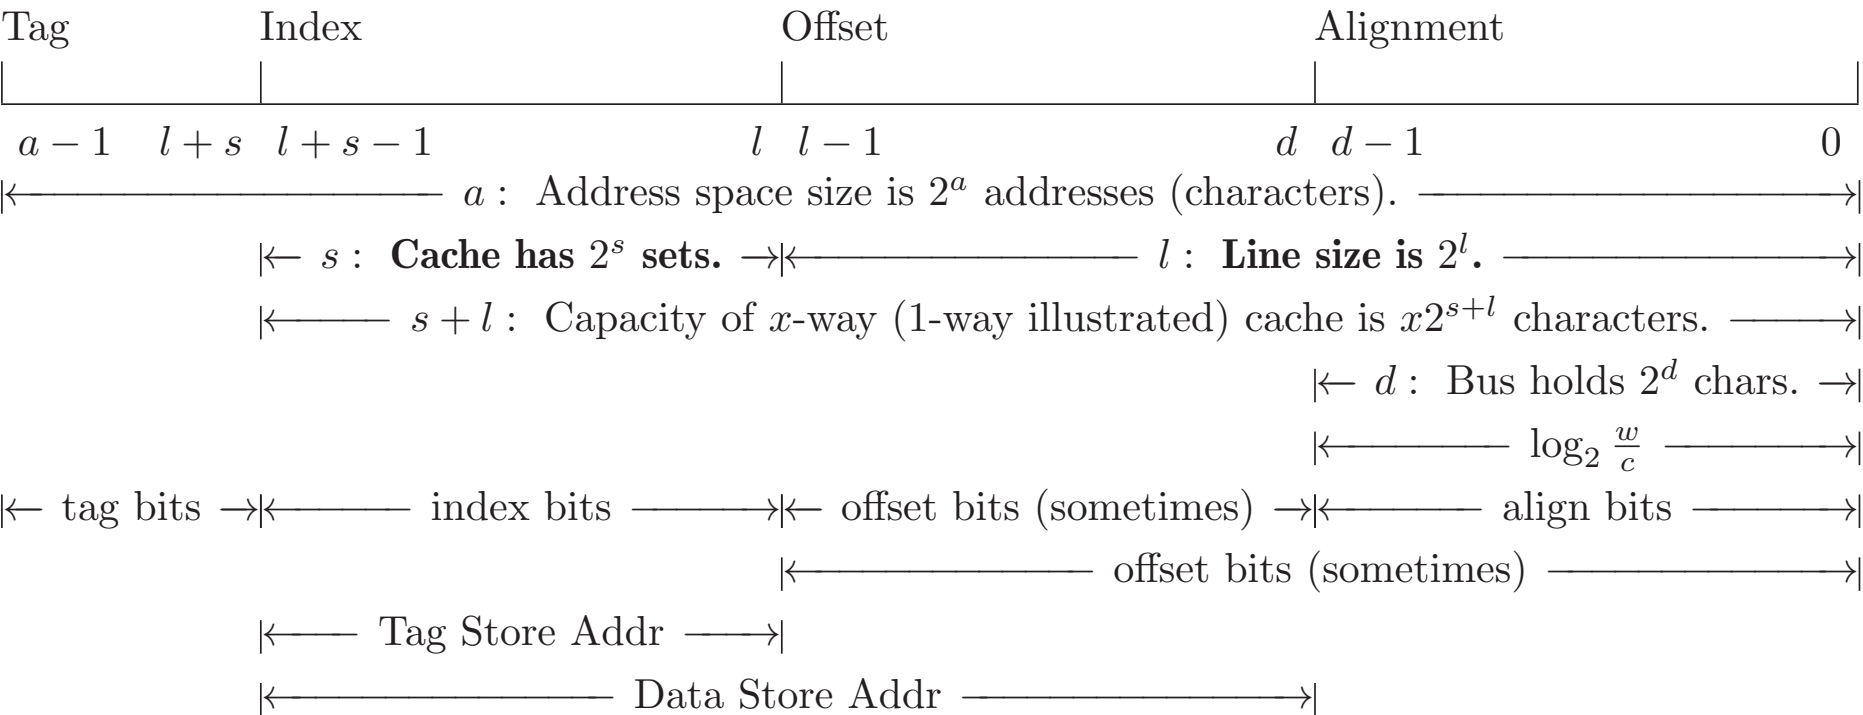 Tag Index Offset Alignment
a − 1 l + s l + s − 1 l l − 1 d d − 1 0
a : Address space size is 2^a addresses (characters).
s : Cache has 2^s sets. l : Line size is 2^l.
s + l : Capacity of x-way (1-way illustrated) cache is x2^{s+l} characters.
d : Bus holds 2^d chars.
log_2 w/c
tag bits index bits offset bits (sometimes) align bits
offset bits (sometimes)
Tag Store Addr
Data Store Addr